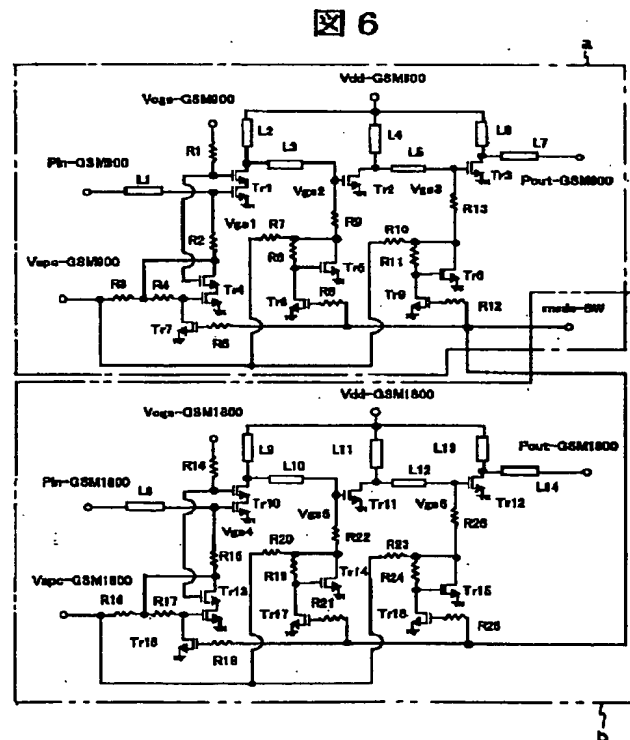 図6
a
Vdd-GSM900
Vcgs-GSM900
L2
L3
L4
L5
L6
L7
R1
Pin-GSM900
L1
Tr1
Vgs2
Tr2
Vgs3
Tr3
Pout-GSM900
Vgs1
R2
R7
R9
R10
R13
Vapc-GSM900
R3
R4
Tr4
R6
Tr5
R11
Tr6
Tr7
R5
Tr8
R8
Tr9
R12
mode-SW
Vdd-GSM1800
Vcgs-GSM1800
L9
L10
L11
L12
L13
Pout-GSM1800
L14
R14
Pin-GSM1800
L8
Tr10
Vgs5
Tr11
Vgs6
Tr12
Vgs4
R15
R20
R22
R23
R26
Vapc-GSM1800
R16
R17
Tr13
R19
Tr14
R24
Tr15
Tr16
R18
Tr17
R21
Tr18
R25
b